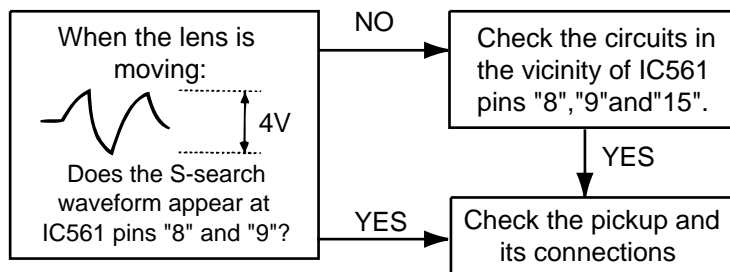 When the lens is
moving:
4V
Does the S-search
waveform appear at
IC561 pins "8" and "9"?
NO
Check the circuits in
the vicinity of IC561
pins "8","9"and"15".
YES
YES
Check the pickup and
its connections